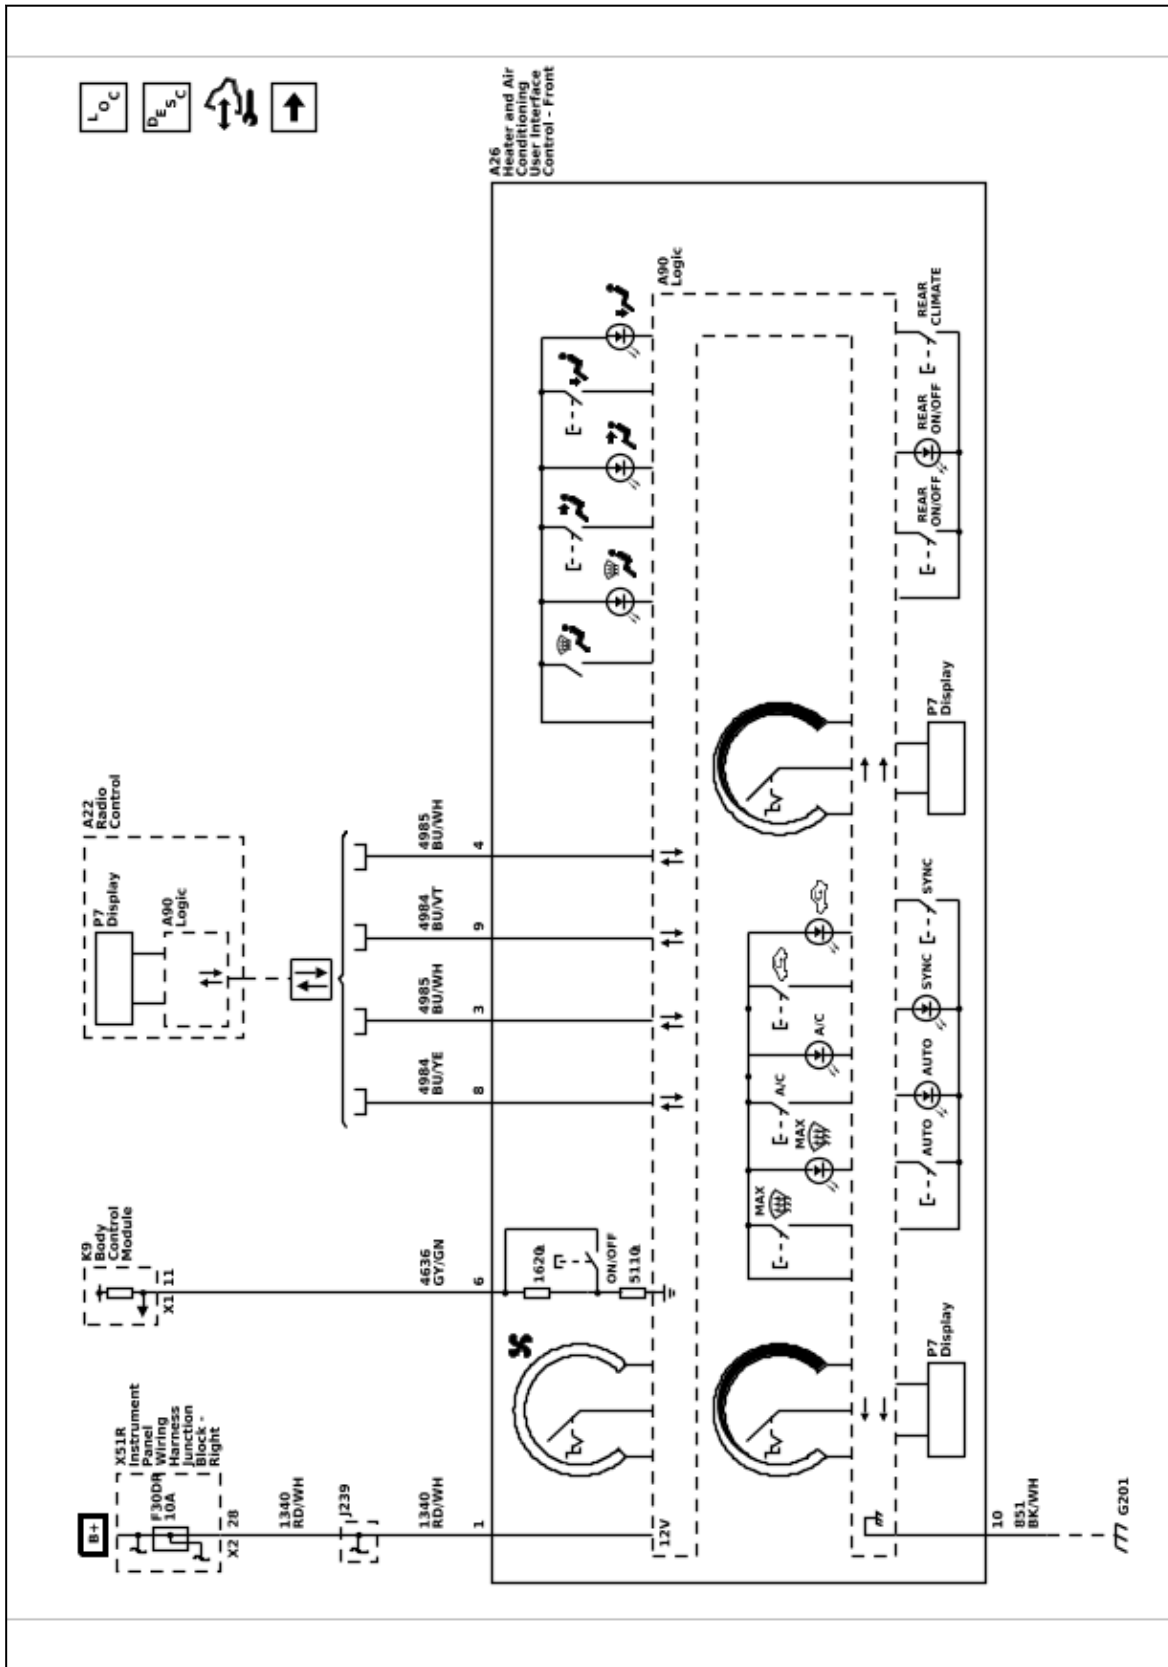 L O C
D E S C
A26
Heater and Air
Conditioning
User Interface
Control - Front
A22
Radio
Control
P7
Display
A90
Logic
K9
Body
Control
Module
X1 11
X51R
Instrument
Panel
Wiring
Harness
Junction
Block -
Right
B+
F30DR
10A
X2 28
1340
RD/WH
J239
1340
RD/WH
1
4636
GY/GN
6
4984
BU/YE
8
4985
BU/WH
3
4984
BU/VT
9
4985
BU/WH
4
12V
1620Ω
ON/OFF
5110Ω
A90
Logic
MAX
MAX
A/C
A/C
P7
Display
AUTO
AUTO
SYNC
SYNC
P7
Display
REAR
ON/OFF
REAR
ON/OFF
REAR
CLIMATE
10
851
BK/WH
G201